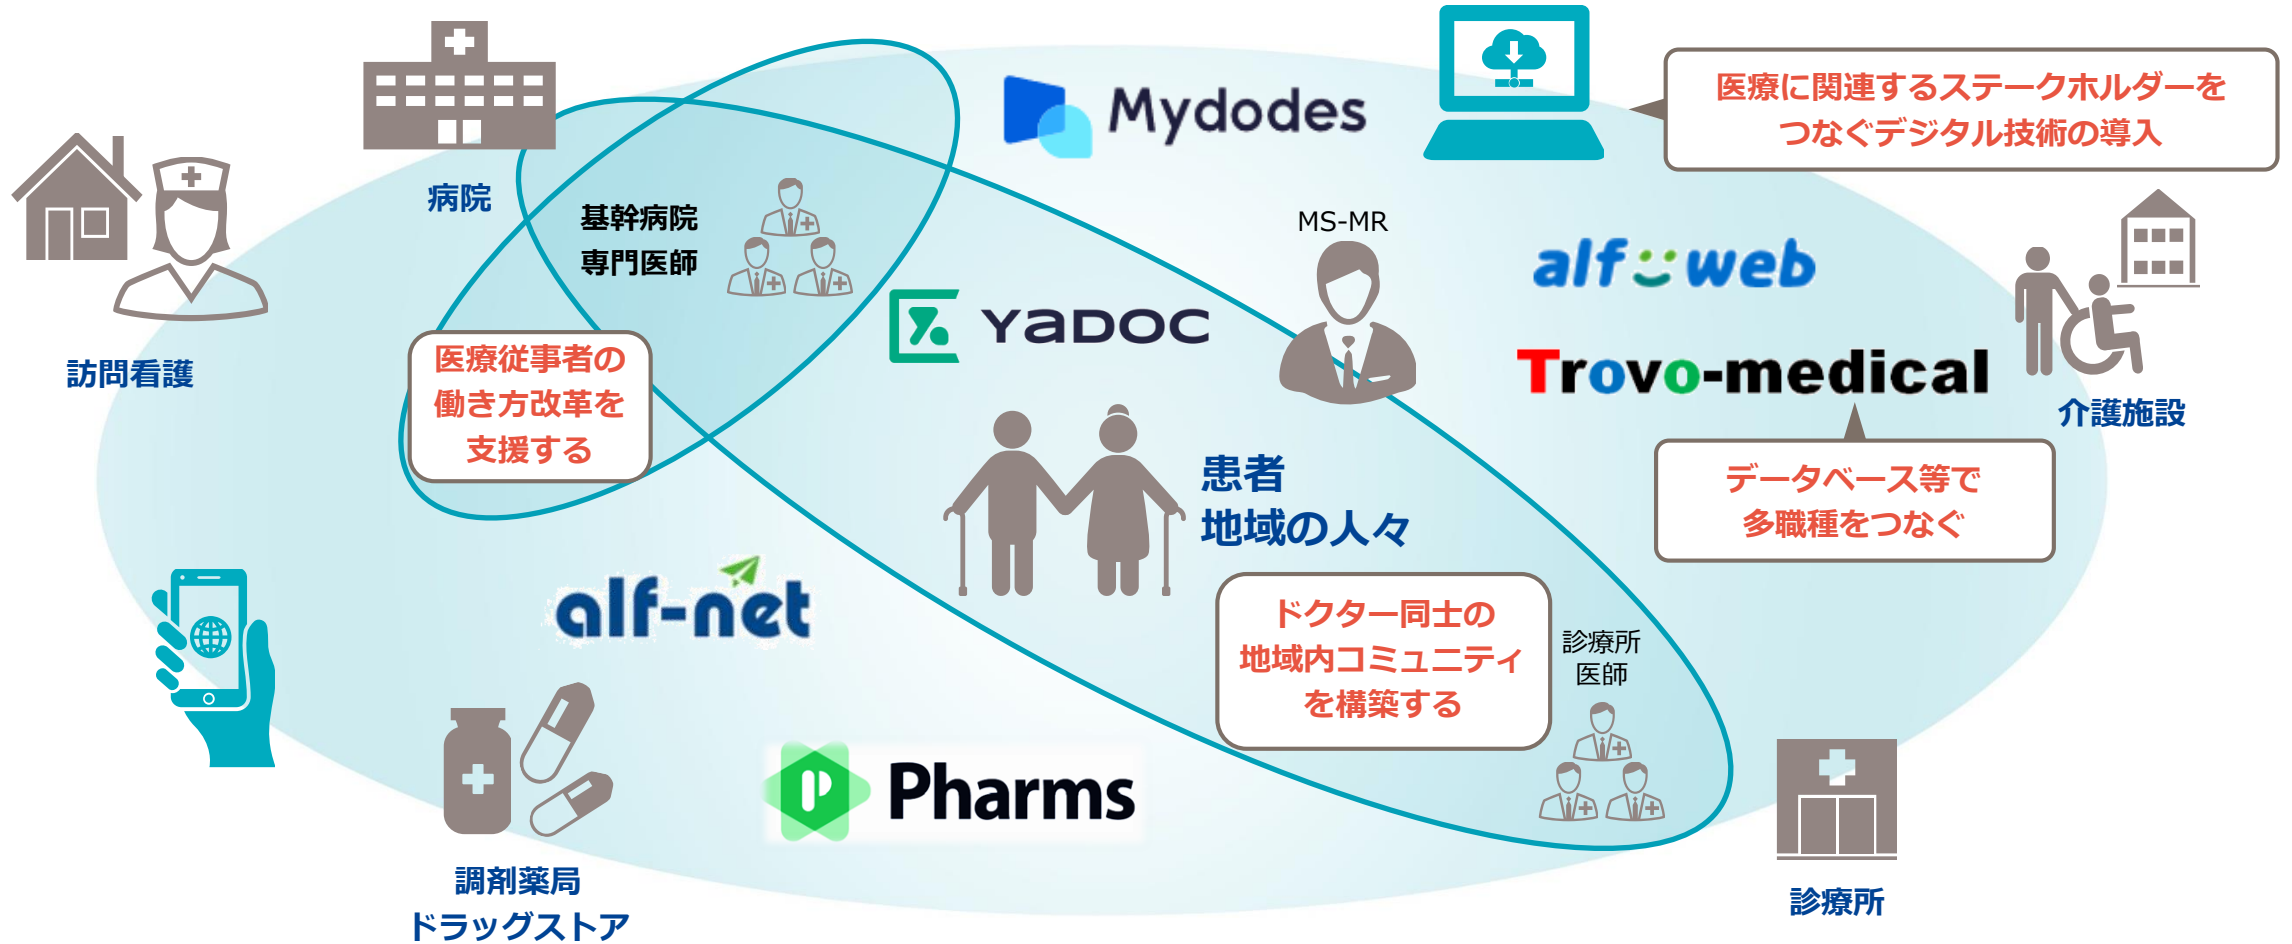 Mydodes
医療に関連するステークホルダーを
つなぐデジタル技術の導入
病院
基幹病院
専門医師
MS-MR
alf web
YaDOC
訪問看護
医療従事者の
働き方改革を
支援する
Trovo-medical
介護施設
患者
地域の人々
データベース等で
多職種をつなぐ
alf-net
ドクター同士の
地域内コミュニティ
を構築する
診療所
医師
Pharms
調剤薬局
ドラッグストア
診療所